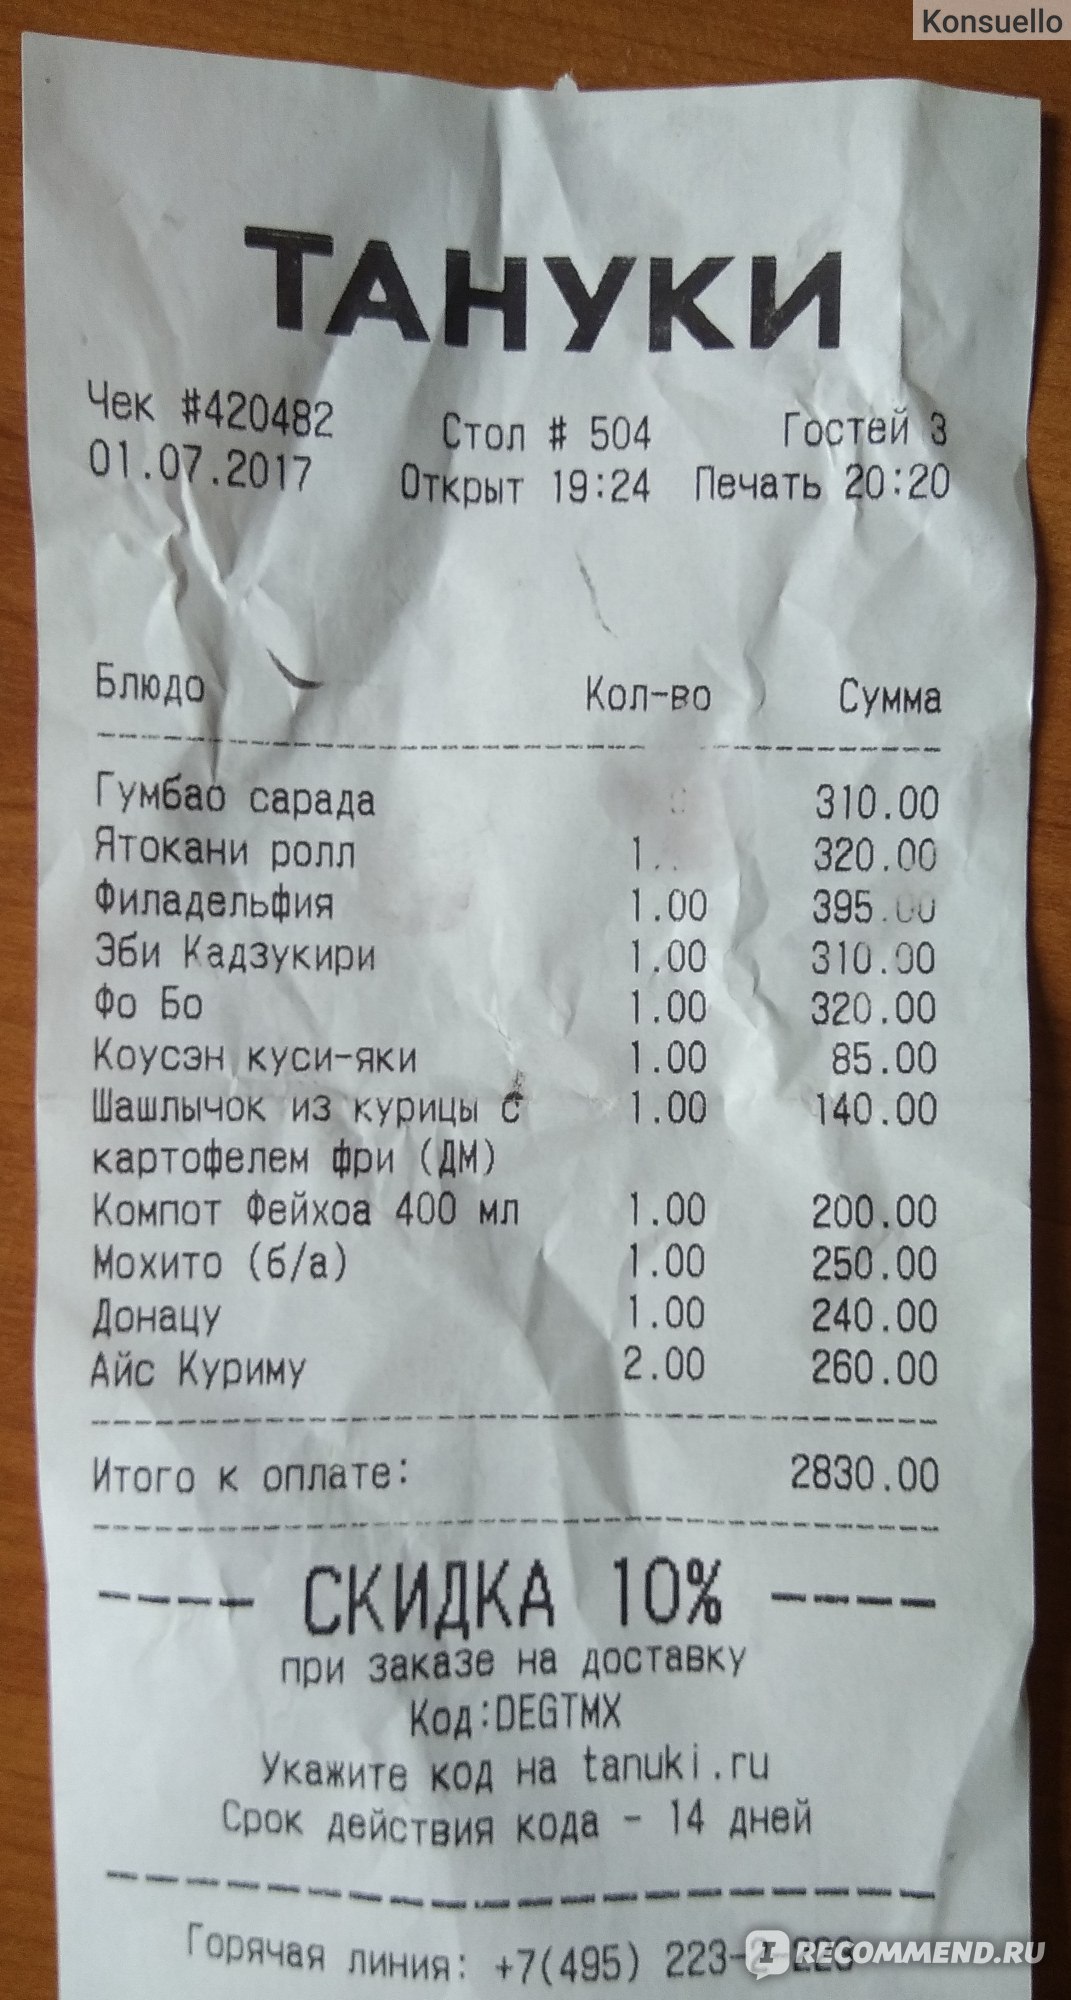 Konsuello
ТАНУКИ
Чек #420482 Стол # 504 Гостей 3
01.07.2017 Открыт 19:24 Печать 20:20
Блюдо Кол-во Сумма
Гумбао сарада 310.00
Ятокани ролл 320.00
Филадельфия 1.00 395.00
Эби Кадзукири 1.00 310.00
Фо Бо 1.00 320.00
Коусэн куси-яки 1.00 85.00
Шашлычок из курицы с 1.00 140.00
картофелем фри (ДМ)
Компот Фейхоа 400 мл 1.00 200.00
Мохито (б/а) 1.00 250.00
Донацу 1.00 240.00
Айс Куриму 2.00 260.00
Итого к оплате: 2830.00
---- СКИДКА 10% ----
при заказе на доставку
Код:DEGTMX
Укажите код на tanuki.ru
Срок действия кода - 14 дней
Горячая линия: +7(495)
RECOMMEND.RU